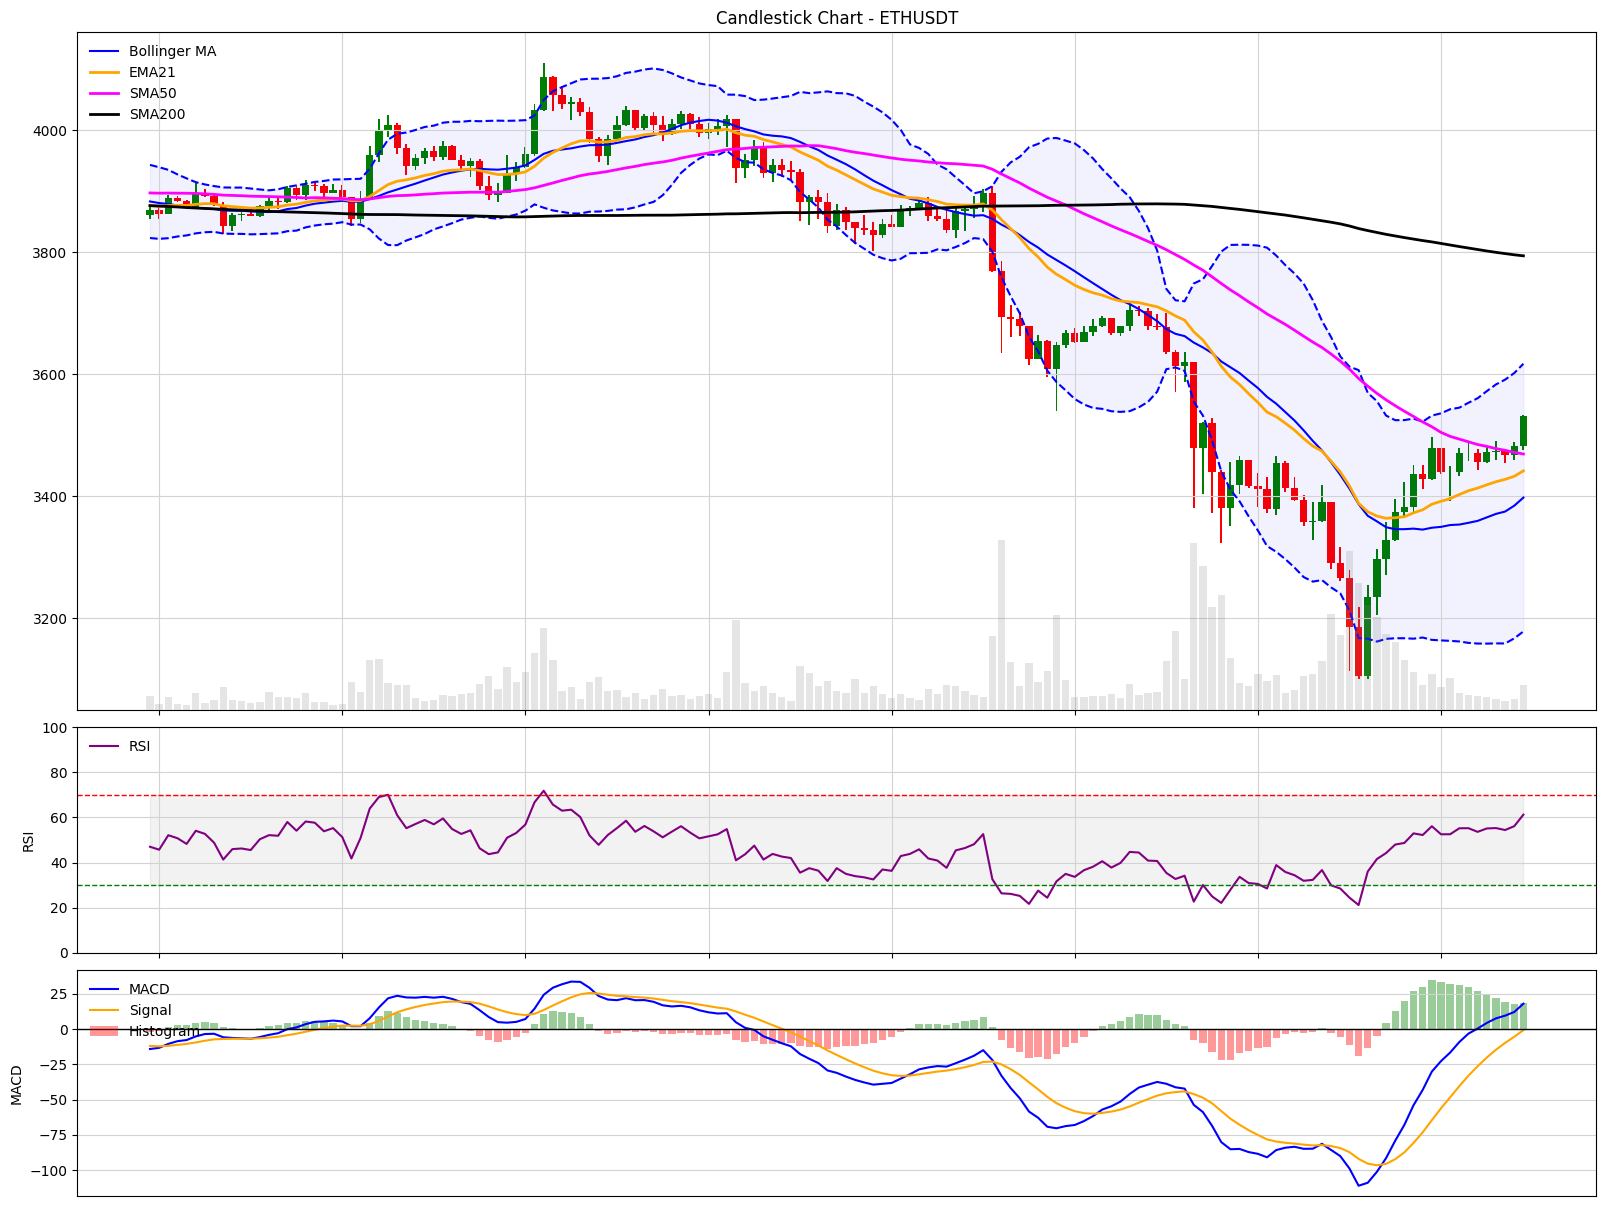 Candlestick Chart - ETHUSDT
Bollinger MA
EMA21
SMA50
SMA200
4000
3800
3600
3400
3200
100
80
60
40
20
0
RSI
RSI
25
0
−25
−50
−75
−100
MACD
MACD
Signal
Histogram